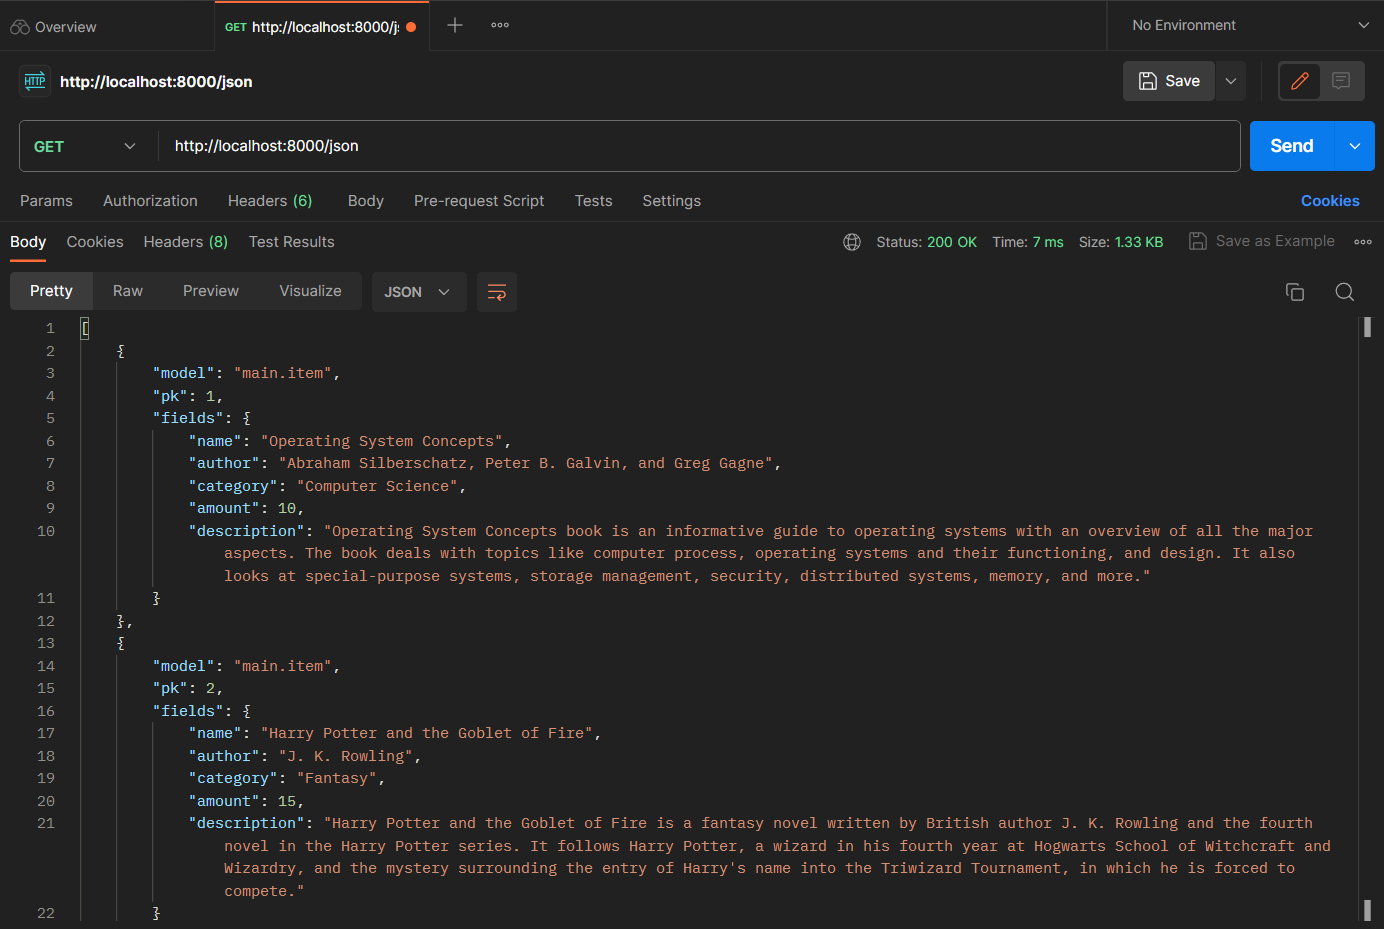 Overview
GET http://localhost:8000/j
No Environment
HTTP http://localhost:8000/json
Save
GET http://localhost:8000/json
Send
Params Authorization Headers (6) Body Pre-request Script Tests Settings Cookies
Body Cookies Headers (8) Test Results Status: 200 OK Time: 7 ms Size: 1.33 KB Save as Example
Pretty Raw Preview Visualize JSON
1 [
2 {
3 "model": "main.item",
4 "pk": 1,
5 "fields": {
6 "name": "Operating System Concepts",
7 "author": "Abraham Silberschatz, Peter B. Galvin, and Greg Gagne",
8 "category": "Computer Science",
9 "amount": 10,
10 "description": "Operating System Concepts book is an informative guide to operating systems with an overview of all the major
aspects. The book deals with topics like computer process, operating systems and their functioning, and design. It also
looks at special-purpose systems, storage management, security, distributed systems, memory, and more."
11 }
12 },
13 {
14 "model": "main.item",
15 "pk": 2,
16 "fields": {
17 "name": "Harry Potter and the Goblet of Fire",
18 "author": "J. K. Rowling",
19 "category": "Fantasy",
20 "amount": 15,
21 "description": "Harry Potter and the Goblet of Fire is a fantasy novel written by British author J. K. Rowling and the fourth
novel in the Harry Potter series. It follows Harry Potter, a wizard in his fourth year at Hogwarts School of Witchcraft and
Wizardry, and the mystery surrounding the entry of Harry's name into the Triwizard Tournament, in which he is forced to
compete."
22 }